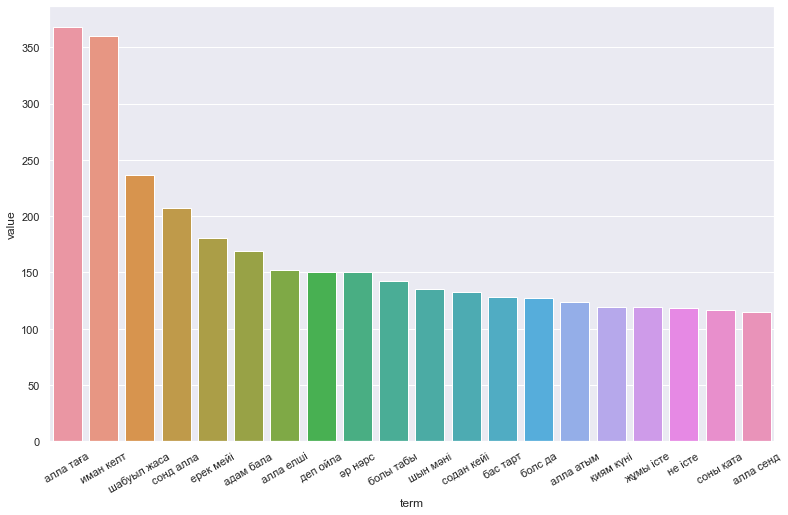 350
300
250
200
150
100
50
0
value
алла таға
иман келт
шабуыл жаса
сонд алла
ерек мейі
адам бала
алла елші
деп ойла
әр нәрс
болы табы
шын мәні
содан кейі
бас тарт
болс да
алла атым
киям күні
жұмы істе
не істе
соны қата
алла сенд
term